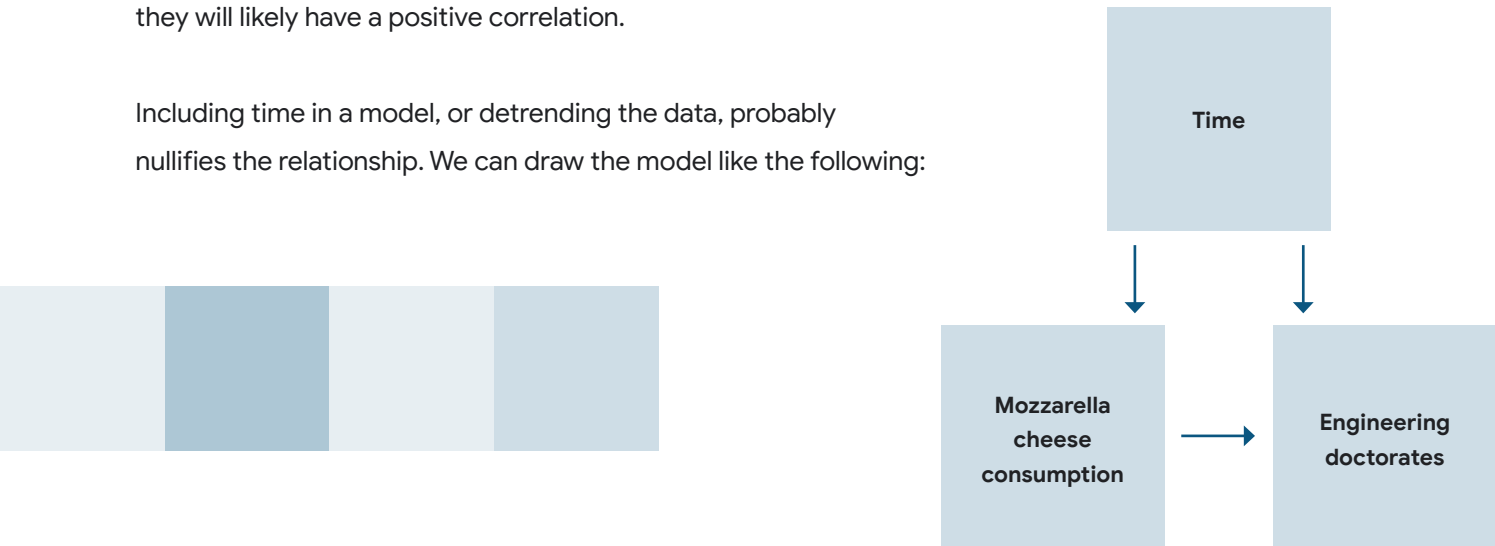 they will likely have a positive correlation.
Including time in a model, or detrending the data, probably
nullifies the relationship. We can draw the model like the following:
Time
Mozzarella
cheese
consumption
Engineering
doctorates